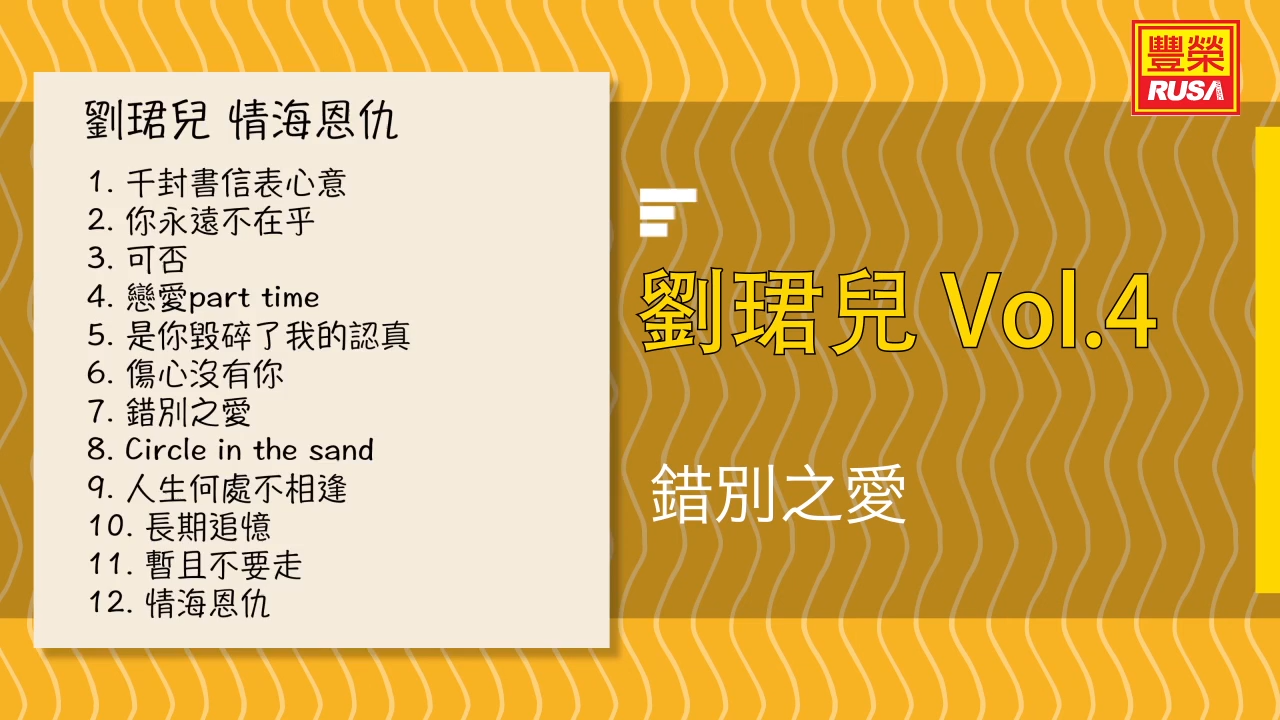 劉珺兒 情海恩仇
1. 千封書信表心意
2. 你永遠不在乎
3. 可否
4. 戀愛part time
5. 是你毀碎了我的認真
6. 傷心沒有你
7. 錯別之愛
8. Circle in the sand
9. 人生何處不相逢
10. 長期追憶
11. 暫且不要走
12. 情海恩仇
豐榮
RUSA
劉珺兒 Vol.4
錯別之愛